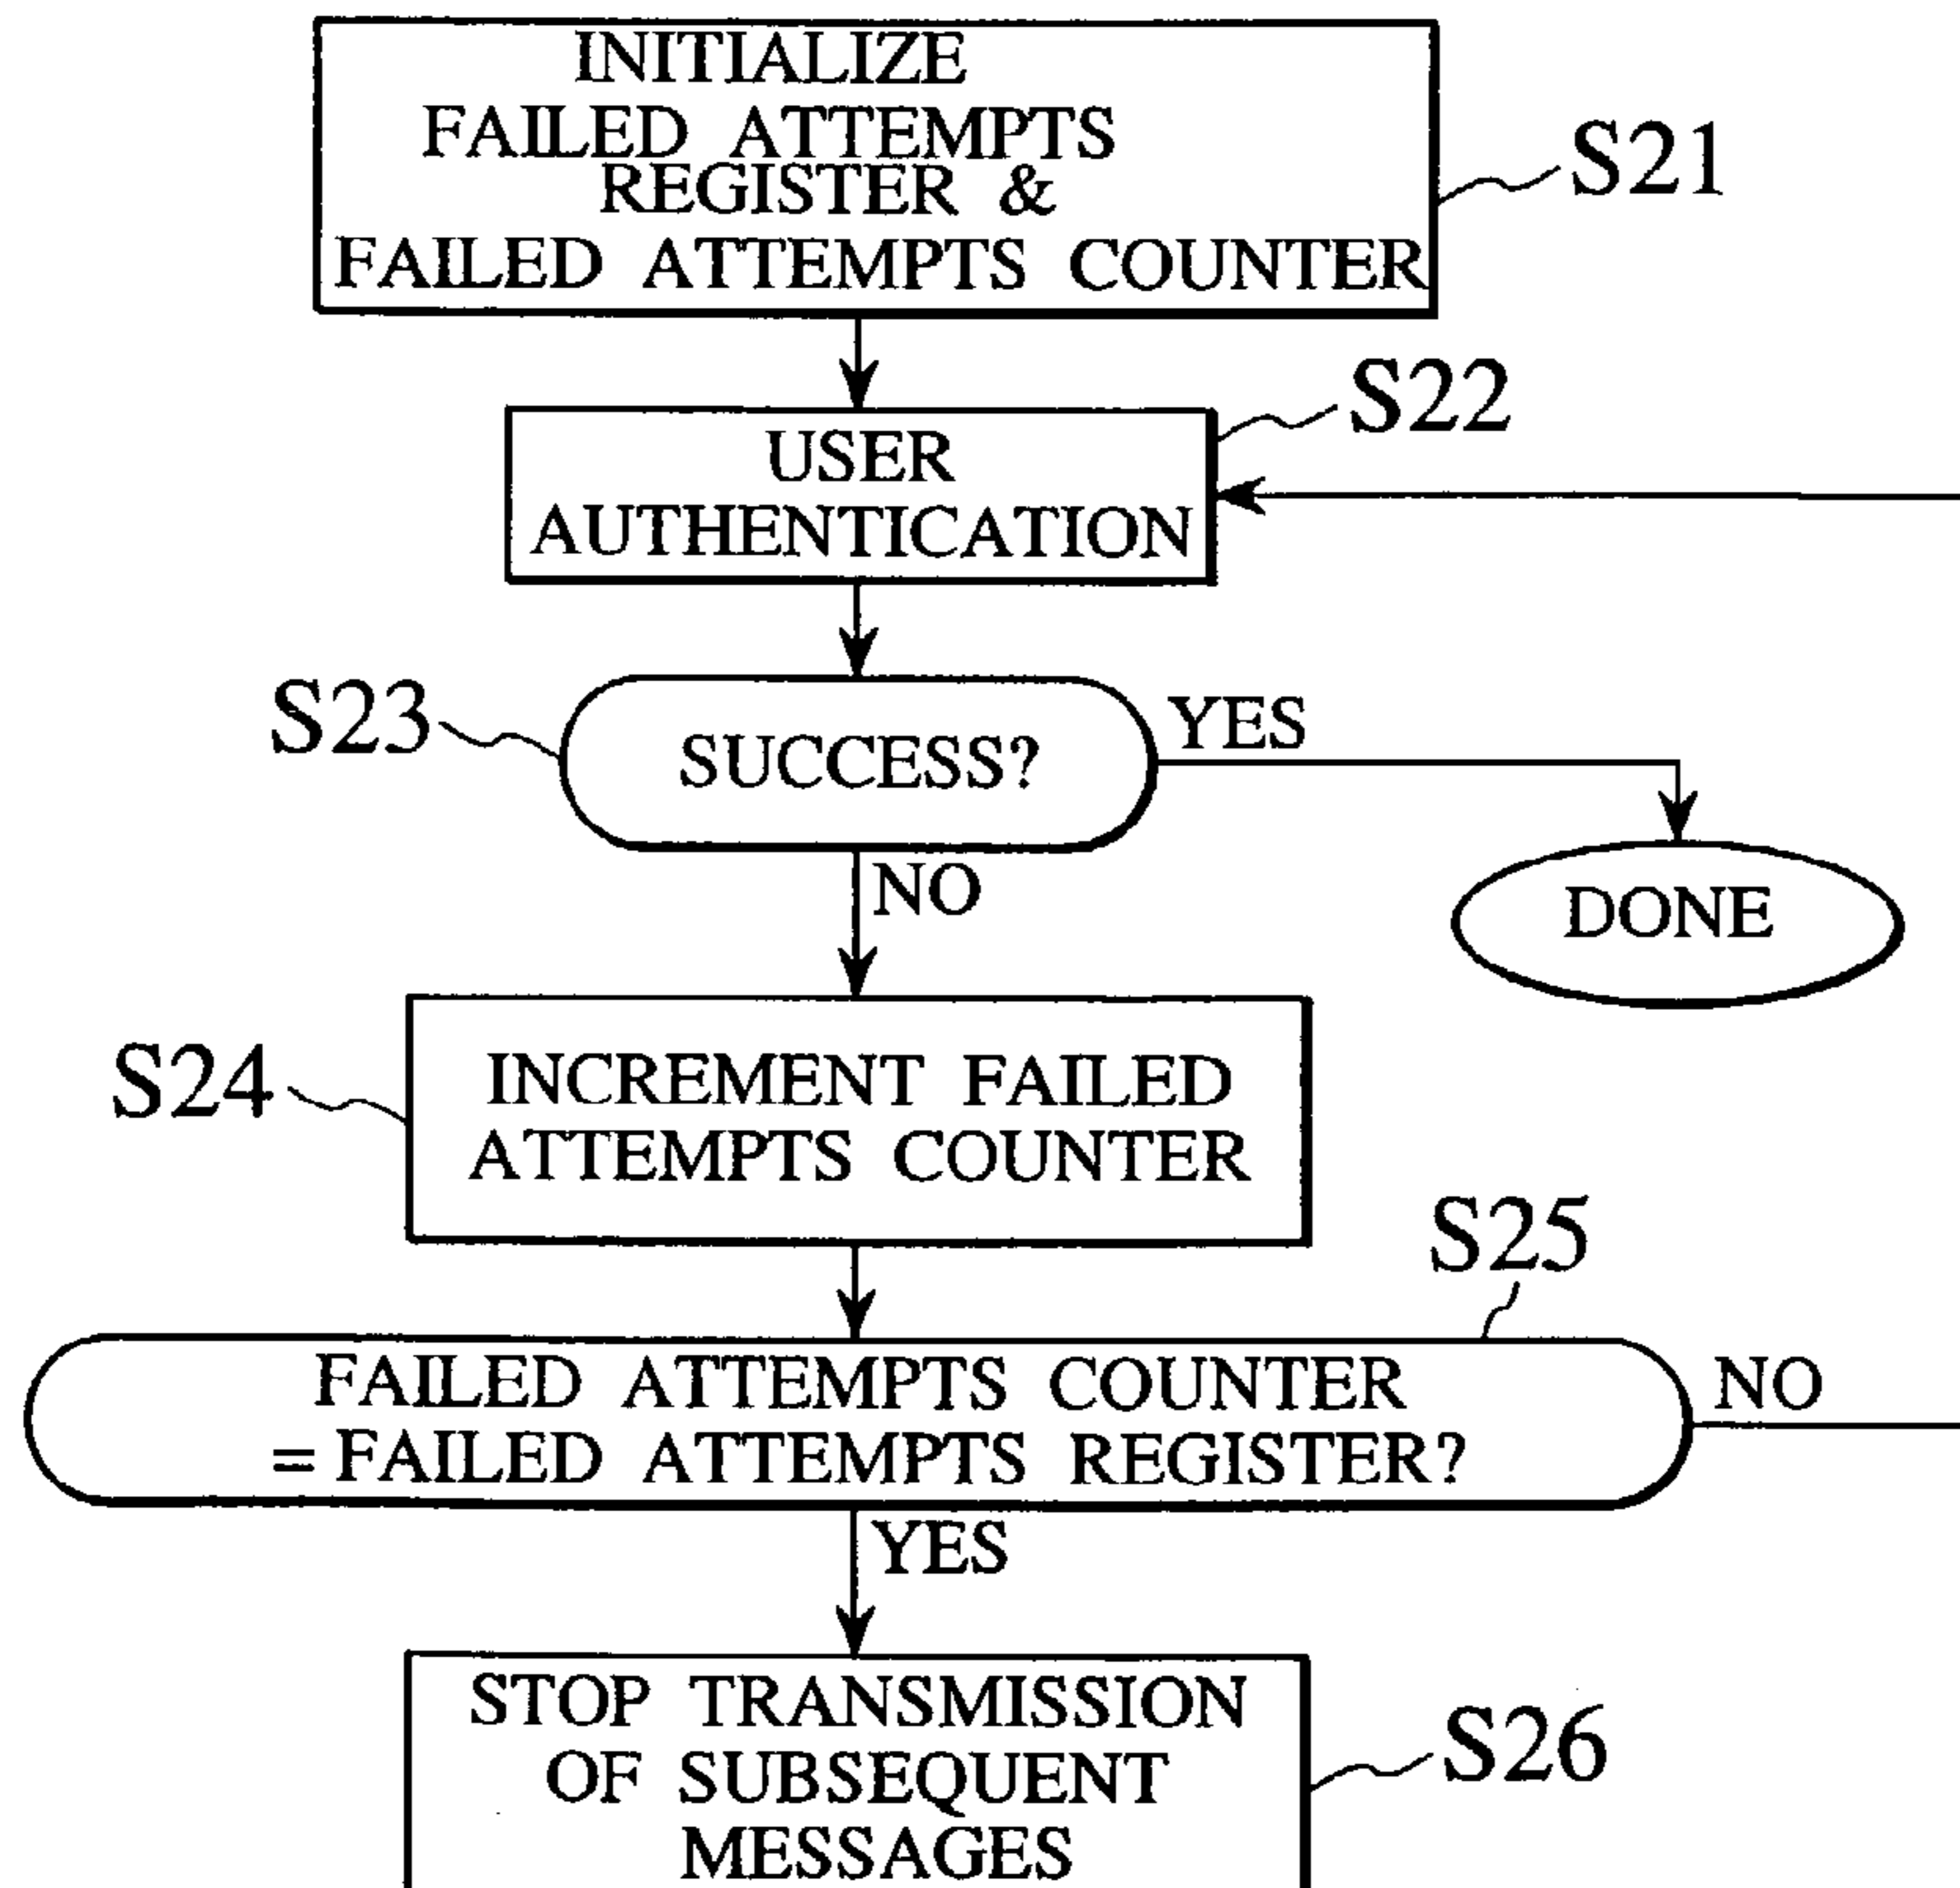 INITIALIZE
FAILED ATTEMPTS
REGISTER &
FAILED ATTEMPTS COUNTER
S21
S22
USER
AUTHENTICATION
S23
SUCCESS?
YES
NO
DONE
S24
INCREMENT FAILED
ATTEMPTS COUNTER
S25
FAILED ATTEMPTS COUNTER
= FAILED ATTEMPTS REGISTER?
NO
YES
STOP TRANSMISSION
OF SUBSEQUENT
MESSAGES
S26